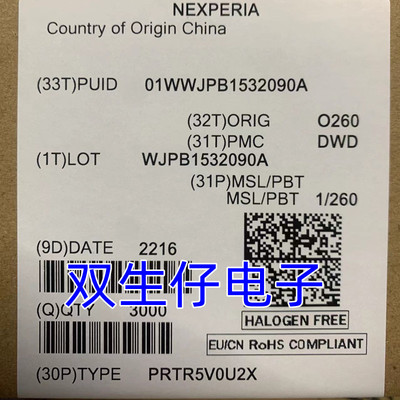 NEXPERIA
Country of Origin China
(33T)PUID 01WWJPB1532090A
(32T)ORIG O260
(31T)PMC DWD
(1T)LOT WJPB1532090A
(31P)MSL/PBT
MSL/PBT 1/260
(9D)DATE 2216
双生仔电子
(Q)QTY 3000
HALOGEN FREE
EU/CN RoHS COMPLIANT
(30P)TYPE PRTR5V0U2X